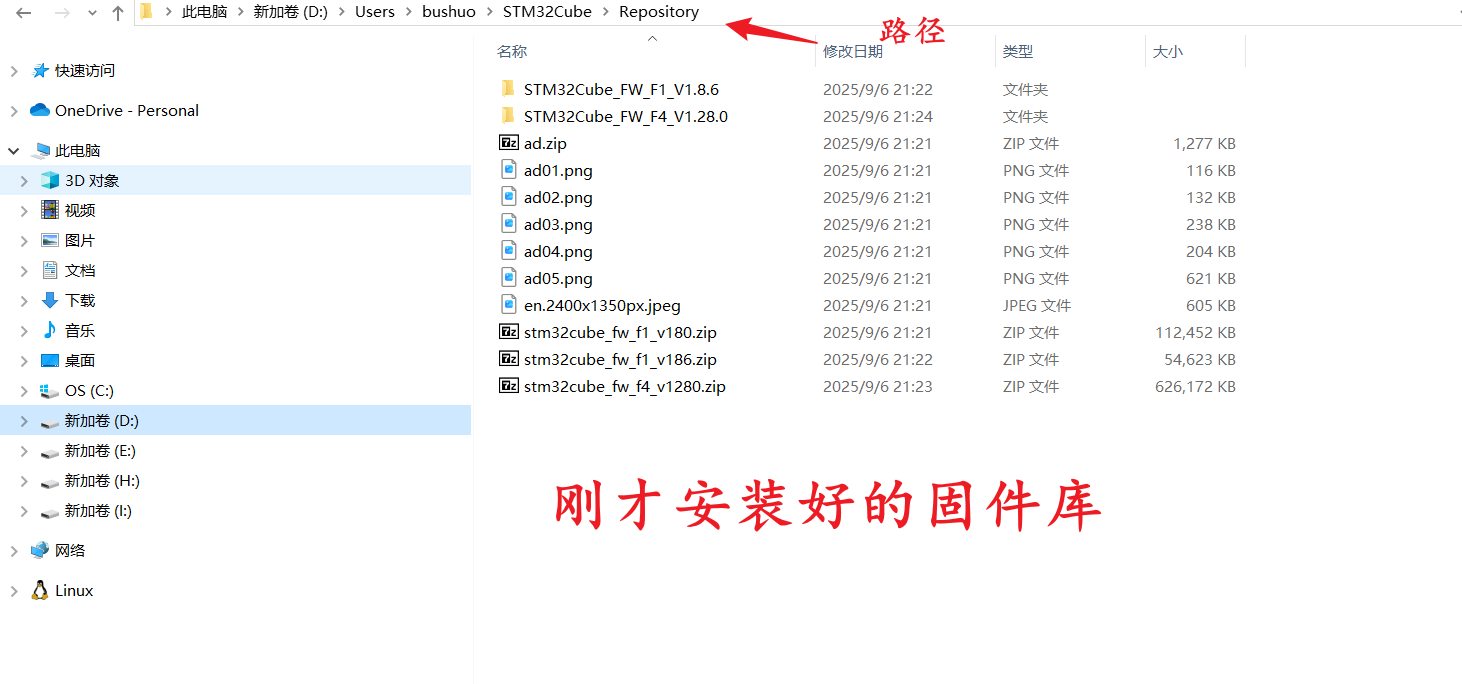 此电脑 > 新加卷 (D:) > Users > bushuo > STM32Cube > Repository
路径
名称 修改日期 类型 大小
快速访问
OneDrive - Personal
此电脑
3D 对象
视频
图片
文档
下载
音乐
桌面
OS (C:)
新加卷 (D:)
新加卷 (E:)
新加卷 (H:)
新加卷 (I:)
网络
Linux
STM32Cube_FW_F1_V1.8.6 2025/9/6 21:22 文件夹
STM32Cube_FW_F4_V1.28.0 2025/9/6 21:24 文件夹
ad.zip 2025/9/6 21:21 ZIP 文件 1,277 KB
ad01.png 2025/9/6 21:21 PNG 文件 116 KB
ad02.png 2025/9/6 21:21 PNG 文件 132 KB
ad03.png 2025/9/6 21:21 PNG 文件 238 KB
ad04.png 2025/9/6 21:21 PNG 文件 204 KB
ad05.png 2025/9/6 21:21 PNG 文件 621 KB
en.2400x1350px.jpeg 2025/9/6 21:21 JPEG 文件 605 KB
stm32cube_fw_f1_v180.zip 2025/9/6 21:21 ZIP 文件 112,452 KB
stm32cube_fw_f1_v186.zip 2025/9/6 21:22 ZIP 文件 54,623 KB
stm32cube_fw_f4_v1280.zip 2025/9/6 21:23 ZIP 文件 626,172 KB
刚才安装好的固件库